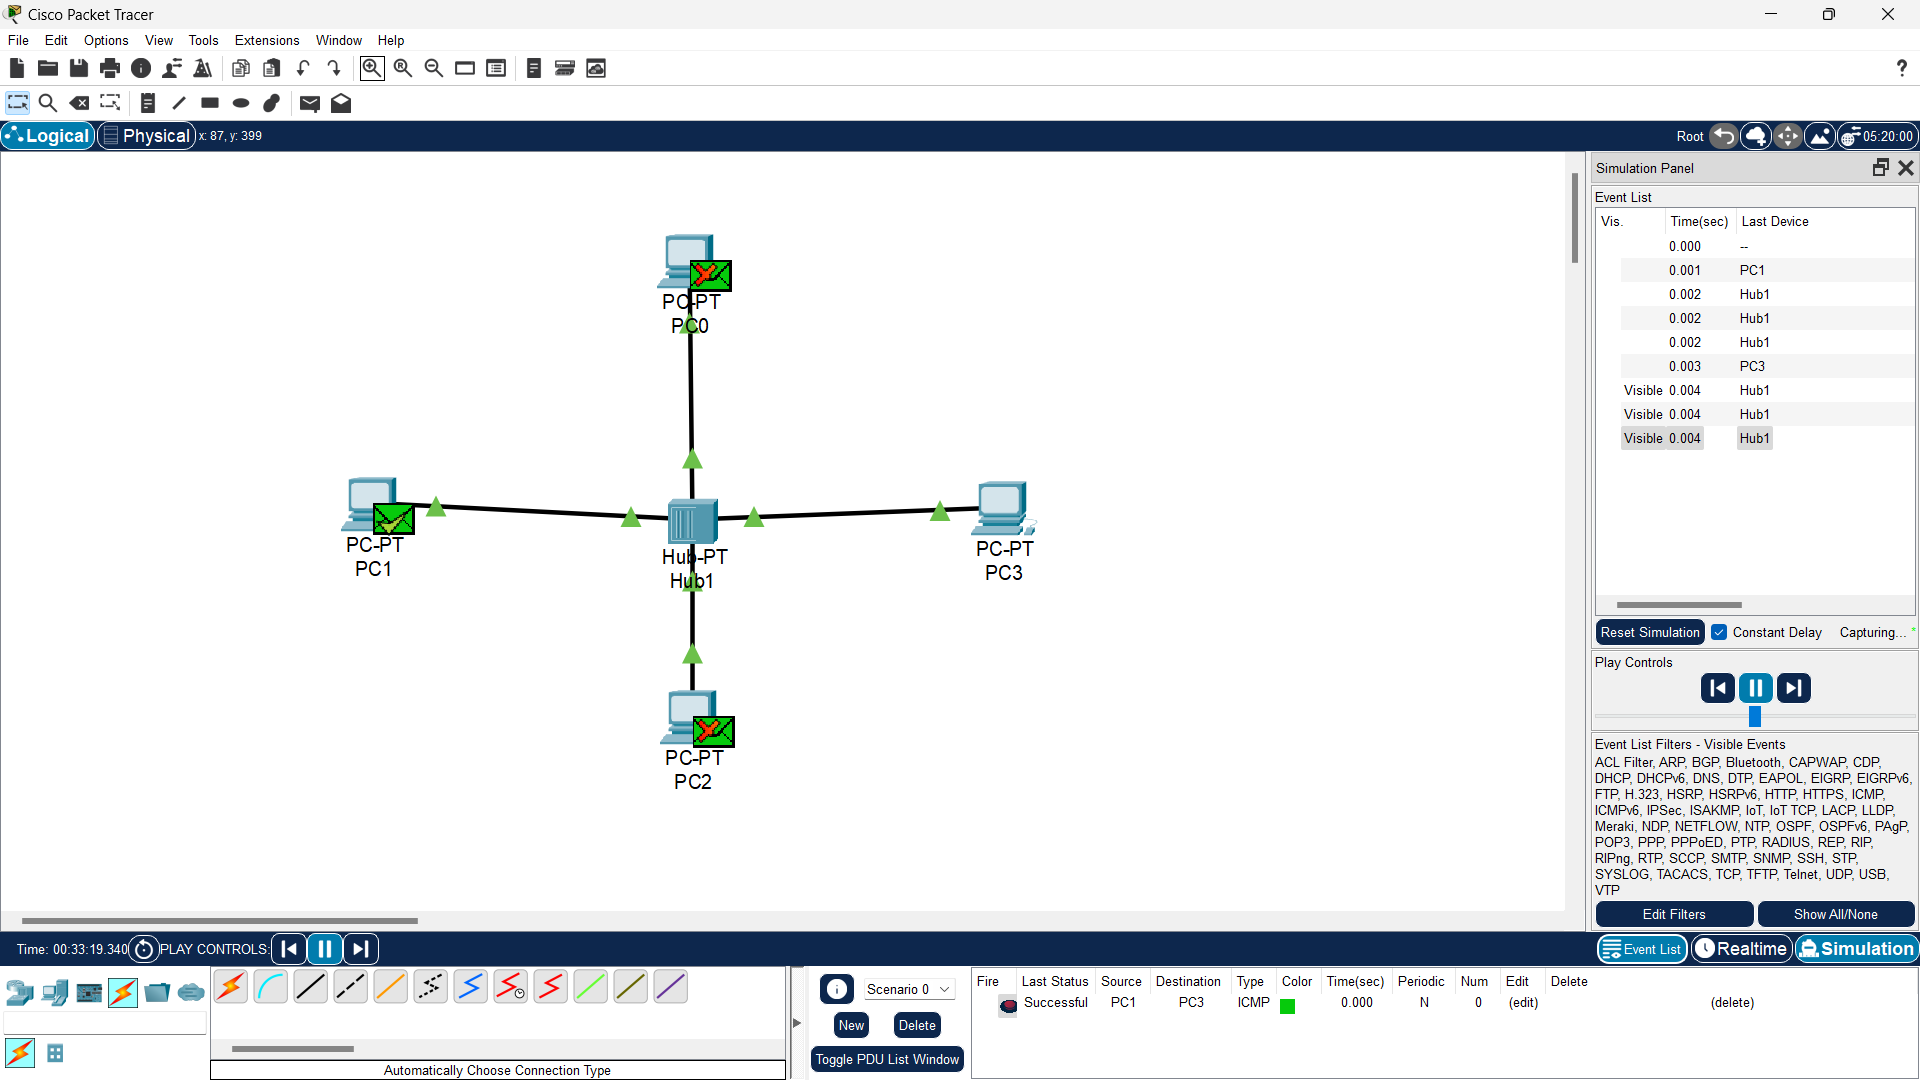 Cisco Packet Tracer
File Edit Options View Tools Extensions Window Help
?
Logical Physical x: 87, y: 399 Root 05:20:00
Simulation Panel
Event List
Vis. Time(sec) Last Device
0.000 --
0.001 PC1
0.002 Hub1
0.002 Hub1
0.002 Hub1
0.003 PC3
Visible 0.004 Hub1
Visible 0.004 Hub1
Visible 0.004 Hub1
PC-PT
PC0
PC-PT
PC1
Hub-PT
Hub1
PC-PT
PC3
PC-PT
PC2
Reset Simulation Constant Delay Capturing... *
Play Controls
Event List Filters - Visible Events
ACL Filter, ARP, BGP, Bluetooth, CAPWAP, CDP,
DHCP, DHCPv6, DNS, DTP, EAPOL, EIGRP, EIGRPv6,
FTP, H.323, HSRP, HSRPv6, HTTP, HTTPS, ICMP,
ICMPv6, IPSec, ISAKMP, IoT, IoT TCP, LACP, LLDP,
Meraki, NDP, NETFLOW, NTP, OSPF, OSPFv6, PAgP,
POP3, PPP, PPPoED, PTP, RADIUS, REP, RIP,
RIPng, RTP, SCCP, SMTP, SNMP, SSH, STP,
SYSLOG, TACACS, TCP, TFTP, Telnet, UDP, USB,
VTP
Edit Filters Show All/None
Time: 00:33:19.340 PLAY CONTROLS: Event List Realtime Simulation
Scenario 0
New Delete
Toggle PDU List Window
Fire Last Status Source Destination Type Color Time(sec) Periodic Num Edit Delete
Successful PC1 PC3 ICMP 0.000 N 0 (edit) (delete)
Automatically Choose Connection Type